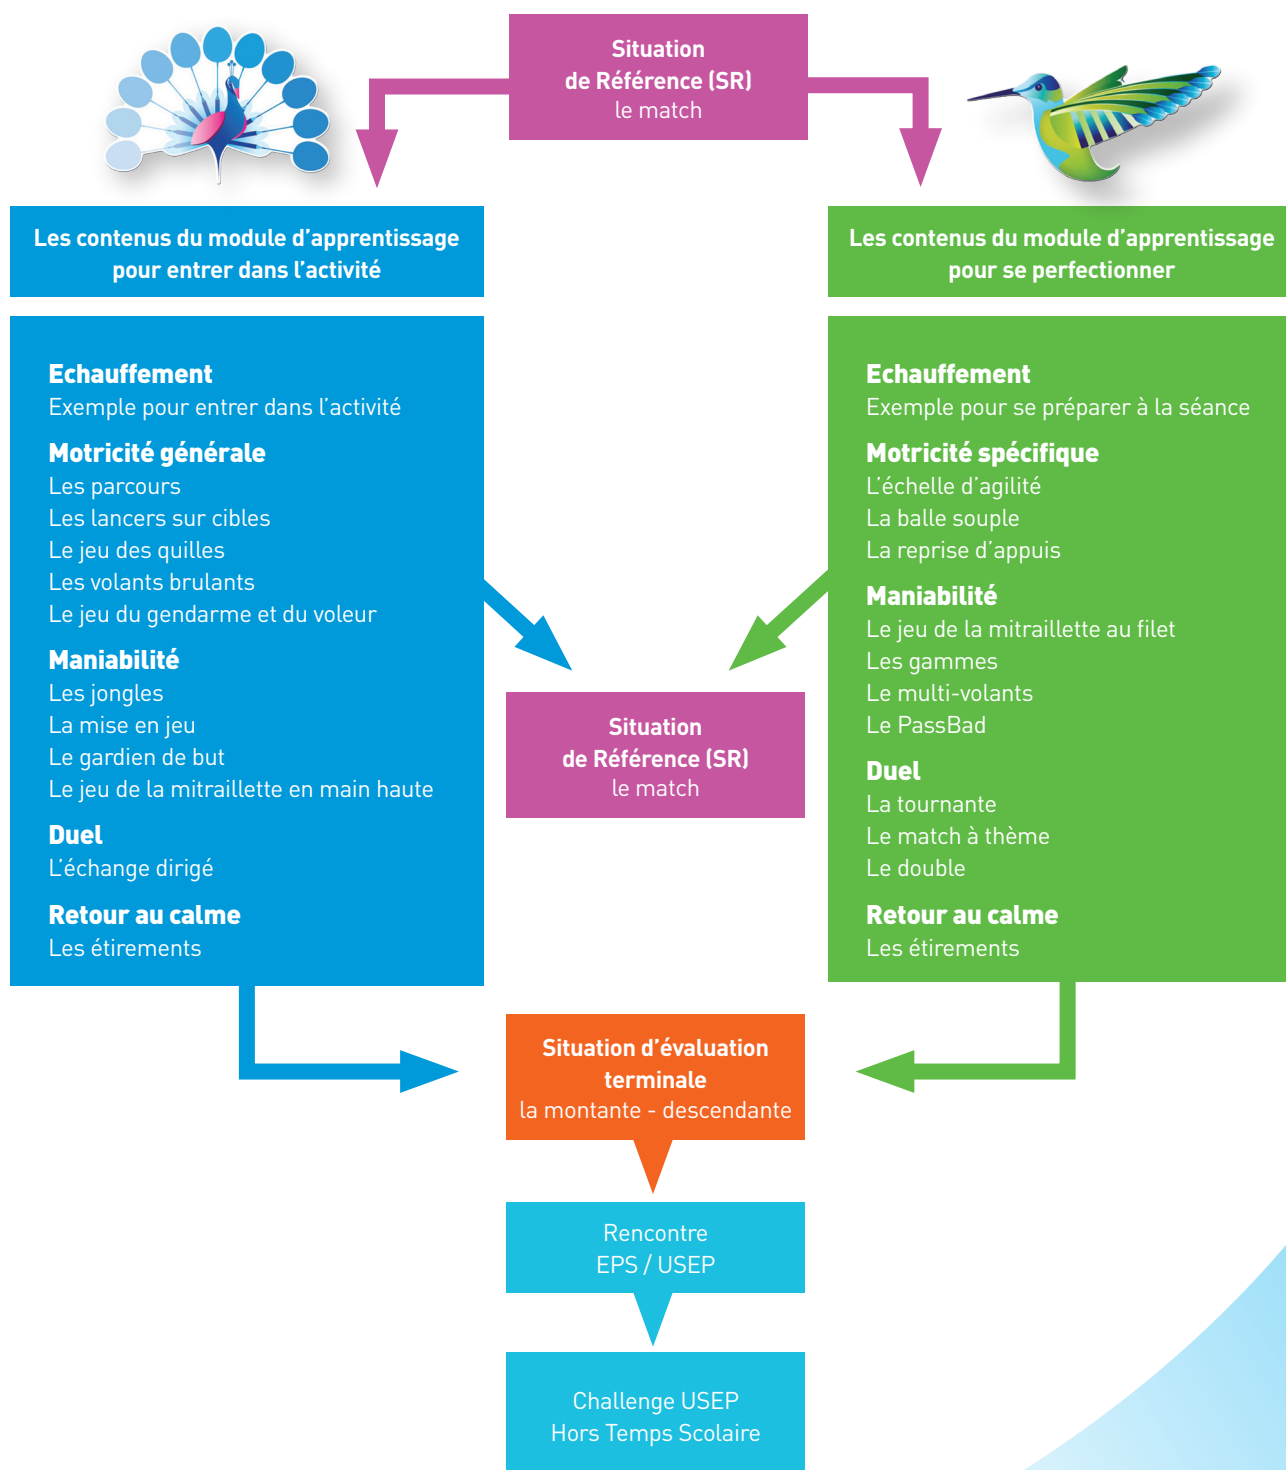 Situation
de Référence (SR)
le match
Les contenus du module d’apprentissage
pour entrer dans l’activité
Echauffement
Exemple pour entrer dans l’activité
Motricité générale
Les parcours
Les lancers sur cibles
Le jeu des quilles
Les volants brulants
Le jeu du gendarme et du voleur
Maniabilité
Les jongles
La mise en jeu
Le gardien de but
Le jeu de la mitraillette en main haute
Duel
L’échange dirigé
Retour au calme
Les étirements
Les contenus du module d’apprentissage
pour se perfectionner
Echauffement
Exemple pour se préparer à la séance
Motricité spécifique
L’échelle d’agilité
La balle souple
La reprise d’appuis
Maniabilité
Le jeu de la mitraillette au filet
Les gammes
Le multi-volants
Le PassBad
Duel
La tournante
Le match à thème
Le double
Retour au calme
Les étirements
Situation
de Référence (SR)
le match
Situation d’évaluation
terminale
la montante - descendante
Rencontre
EPS / USEP
Challenge USEP
Hors Temps Scolaire